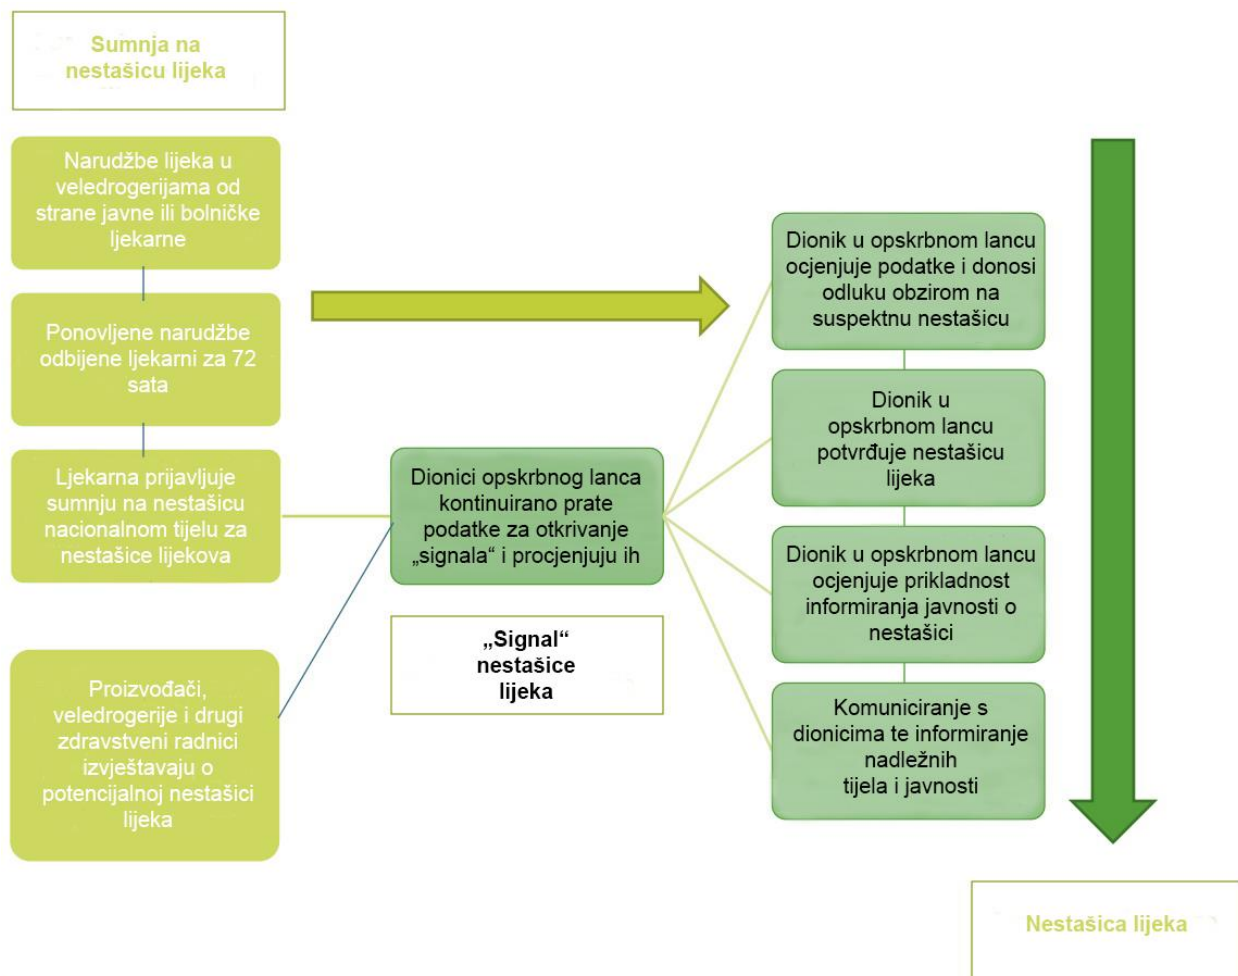 Sumnja na
nestašicu lijeka
Narudžbe lijeka u
veledrogerijama od
strane javne ili bolničke
ljekarne
Ponovljene narudžbe
odbijene ljekarni za 72
sata
Ljekarna prijavljuje
sumnju na nestašicu
nacionalnom tijelu za
nestašice lijekova
Proizvođači,
veledrogerije i drugi
zdravstveni radnici
izvještavaju o
potencijalnoj nestašici
lijeka
Dionici opskrbnog lanca
kontinuirano prate
podatke za otkrivanje
„signala“ i procjenjuju ih
„Signal“
nestašice
lijeka
Dionik u opskrbnom lancu
ocjenjuje podatke i donosi
odluku obzirom na
suspektnu nestašicu
Dionik u
opskrbnom lancu
potvrđuje nestašicu
lijeka
Dionik u opskrbnom lancu
ocjenjuje prikladnost
informiranja javnosti o
nestašici
Komuniciranje s
dionicima te informiranje
nadležnih
tijela i javnosti
Nestašica lijeka